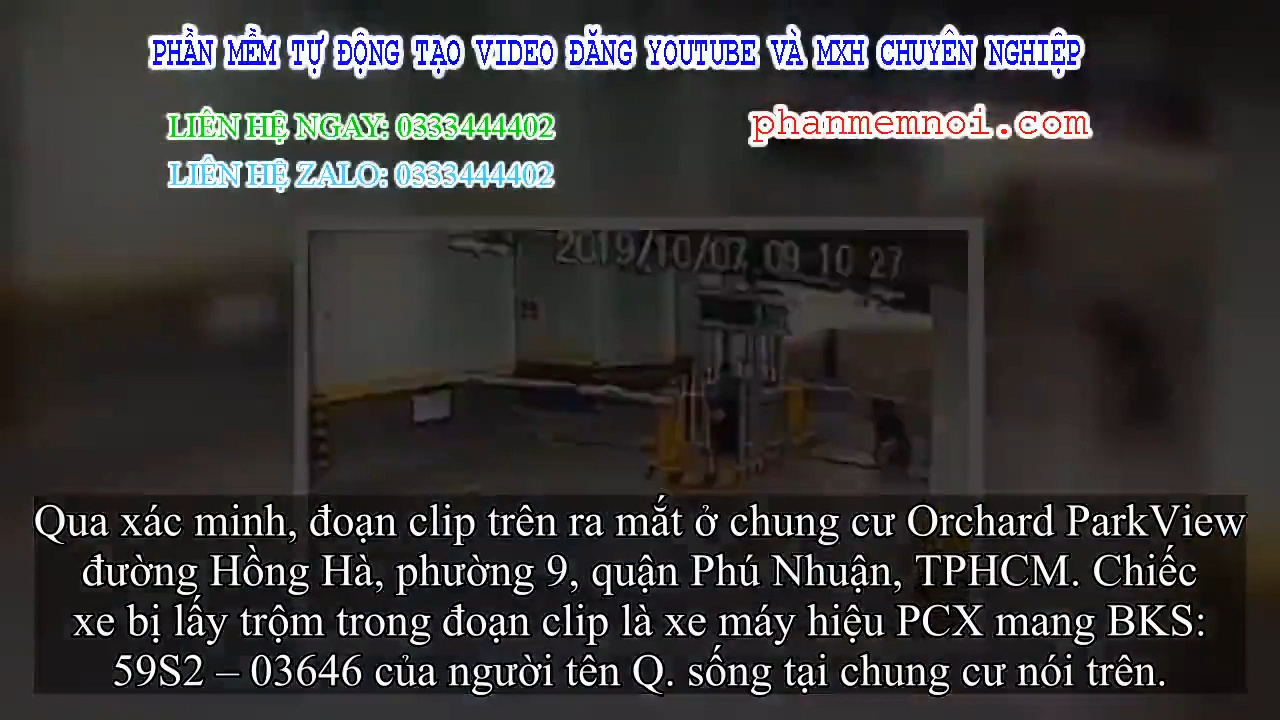 PHẦN MỀM TỰ ĐỘNG TẠO VIDEO ĐĂNG YOUTUBE VÀ MXH CHUYÊN NGHIỆP
LIÊN HỆ NGAY: 0333444402
phanmemnoi.com
LIÊN HỆ ZALO: 0333444402
2019/10/07 09 10 27
Qua xác minh, đoạn clip trên ra mắt ở chung cư Orchard ParkView
đường Hồng Hà, phường 9, quận Phú Nhuận, TPHCM. Chiếc
xe bị lấy trộm trong đoạn clip là xe máy hiệu PCX mang BKS:
59S2 – 03646 của người tên Q. sống tại chung cư nói trên.